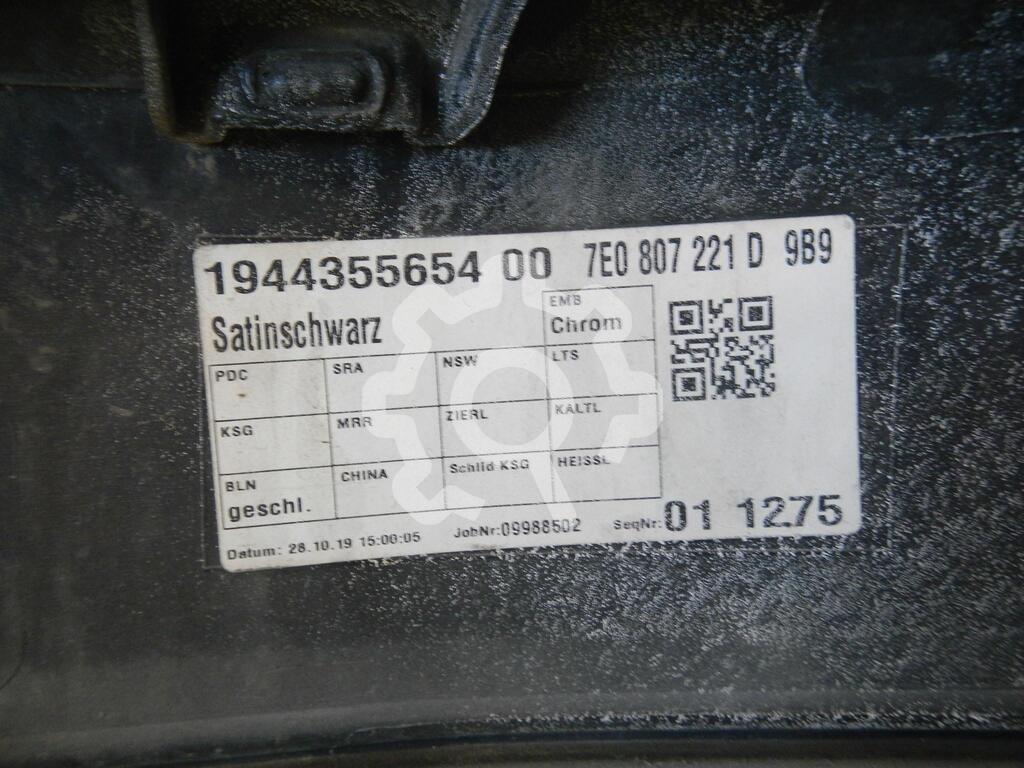 1944355654 00 7E0 807 221 D 9B9
Satinschwarz
EMB
Chrom
PDC SRA NSW LTS
KSG MRR ZIERL KALTL
BLN CHINA Schlid KSG HEISSL
geschl.
Datum: 28.10.19 15:00:05 JobNr:09988502 SeqNr: 01 1275